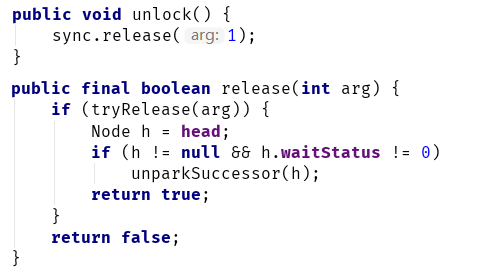 public void unlock() {
    sync.release( arg: 1);
}
public final boolean release(int arg) {
    if (tryRelease(arg)) {
        Node h = head;
        if (h != null && h.waitStatus != 0)
            unparkSuccessor(h);
        return true;
    }
    return false;
}